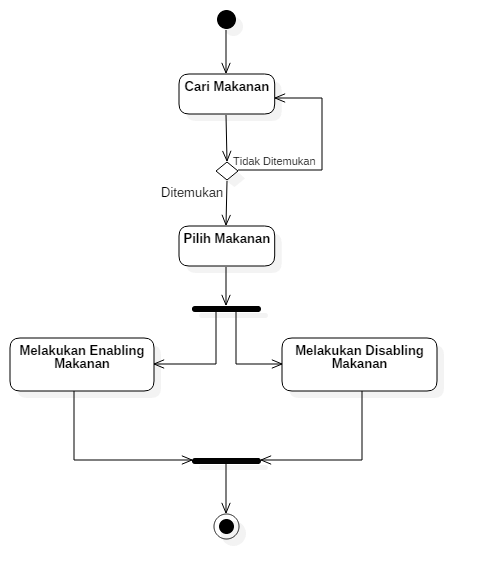 Cari Makanan
Tidak Ditemukan
Ditemukan
Pilih Makanan
Melakukan Enabling
Makanan
Melakukan Disabling
Makanan